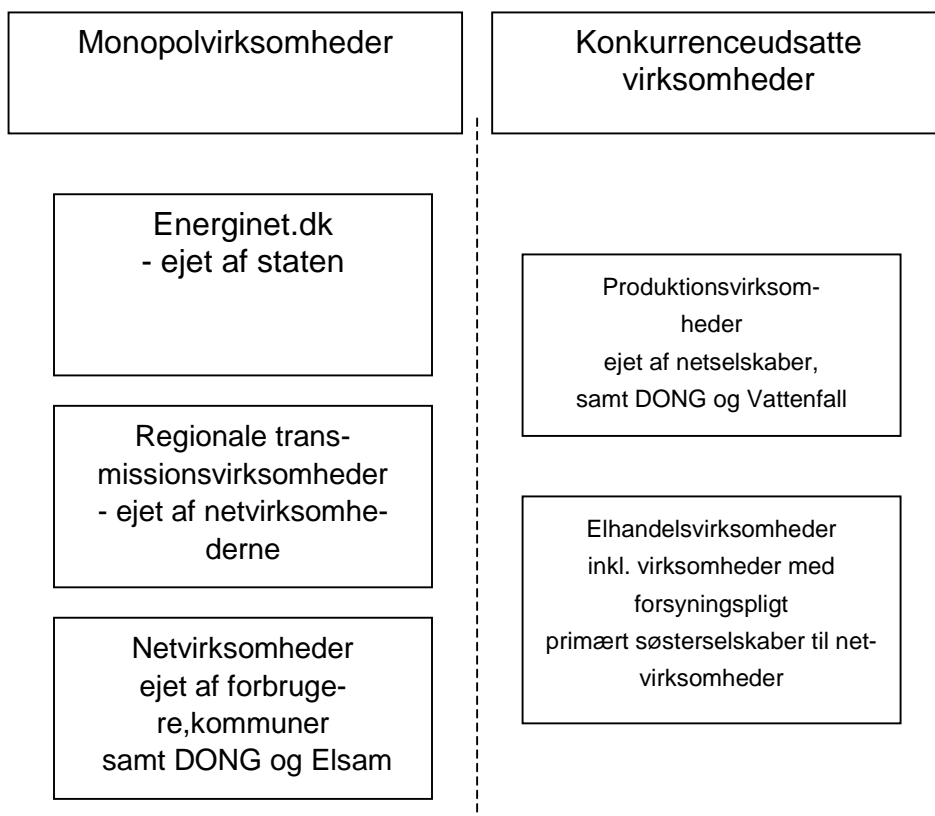 Monopolvirksomheder
Energinet.dk
- ejet af staten
Regionale trans-
missionsvirksomheder
- ejet af netvirksomhe-
derne
Netvirksomheder
ejet af forbruge-
re,kommuner
samt DONG og Elsam
Konkurrenceudsatte
virksomheder
Produktionsvirksom-
heder
ejet af netselskaber,
samt DONG og Vattenfall
Elhandelsvirksomheder
inkl. virksomheder med
forsyningspligt
primært søsterselskaber til net-
virksomheder